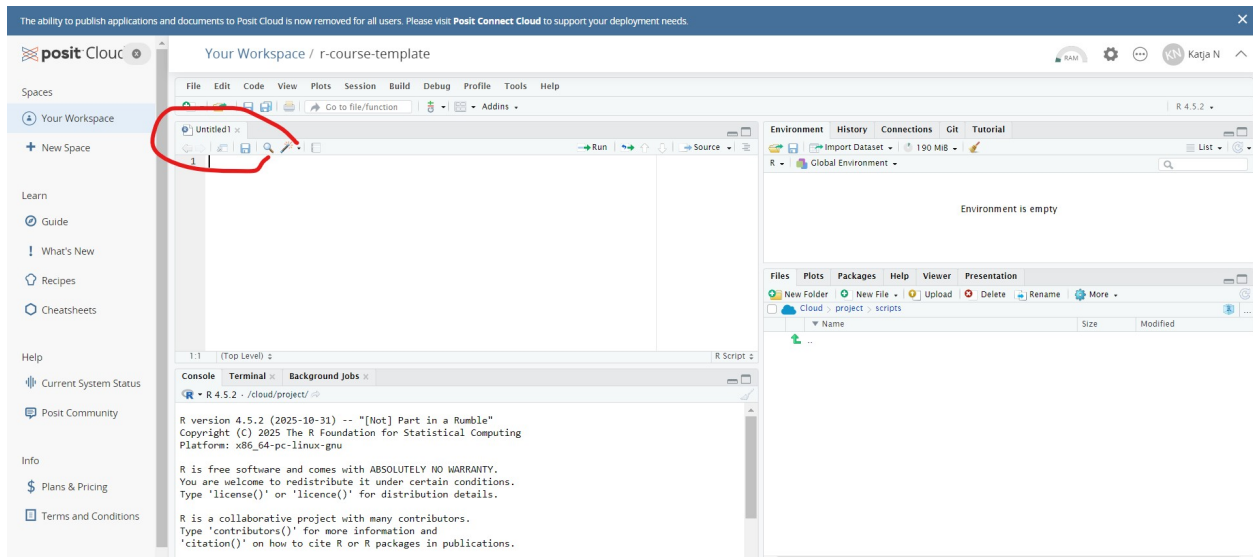 The ability to publish applications and documents to Posit Cloud is now removed for all users. Please visit Posit Connect Cloud to support your deployment needs.
posit Cloud
Your Workspace / r-course-template
RAM
KN Katja N
Spaces
Your Workspace
New Space
Learn
Guide
What's New
Recipes
Cheatsheets
Help
Current System Status
Posit Community
Info
Plans & Pricing
Terms and Conditions
File Edit Code View Plots Session Build Debug Profile Tools Help
Go to file/function Addins R 4.5.2
Untitled1
Run Source
1
1:1 (Top Level) R Script
Console Terminal Background Jobs
R 4.5.2 · /cloud/project/
R version 4.5.2 (2025-10-31) -- "[Not] Part in a Rumble"
Copyright (C) 2025 The R Foundation for Statistical Computing
Platform: x86_64-pc-linux-gnu
R is free software and comes with ABSOLUTELY NO WARRANTY.
You are welcome to redistribute it under certain conditions.
Type 'license()' or 'licence()' for distribution details.
R is a collaborative project with many contributors.
Type 'contributors()' for more information and
'citation()' on how to cite R or R packages in publications.
Environment History Connections Git Tutorial
Import Dataset 190 MiB List
R Global Environment
Environment is empty
Files Plots Packages Help Viewer Presentation
New Folder New File Upload Delete Rename More
Cloud > project > scripts
Name Size Modified
..